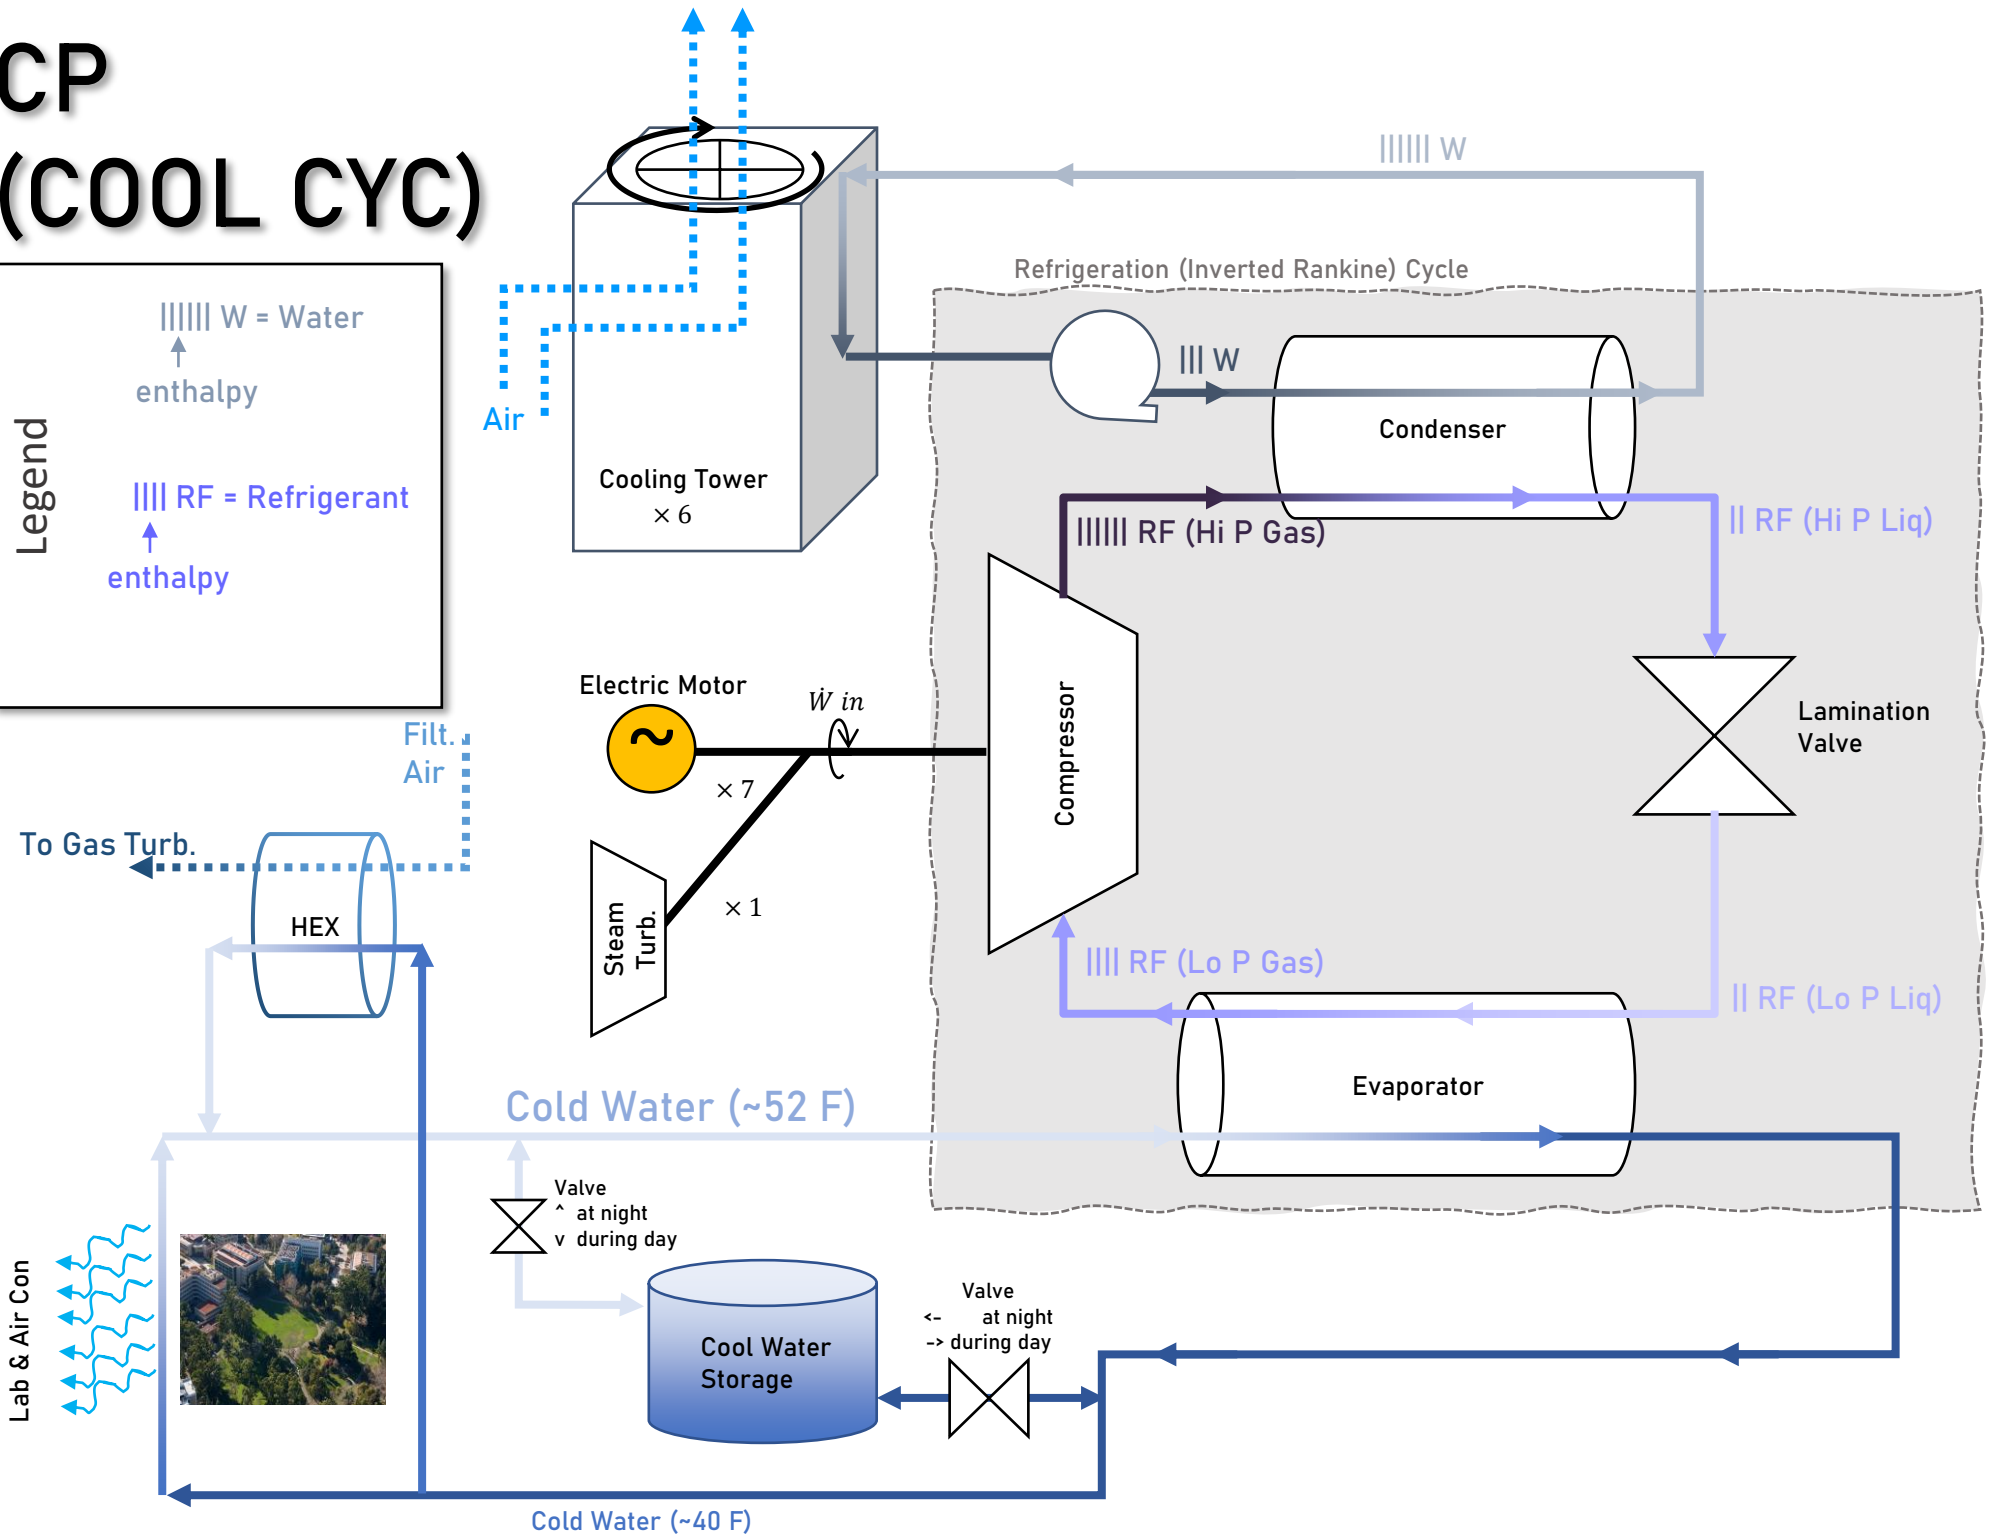 CP
(COOL CYC)
Legend
|||||| W = Water
enthalpy
|||| RF = Refrigerant
enthalpy
Air
Cooling Tower
× 6
|||||| W
Refrigeration (Inverted Rankine) Cycle
||| W
Condenser
|||||| RF (Hi P Gas)
|| RF (Hi P Liq)
Electric Motor
Ẇ in
× 7
× 1
Steam
Turb.
Compressor
Lamination
Valve
Filt.
Air
To Gas Turb.
HEX
|||| RF (Lo P Gas)
|| RF (Lo P Liq)
Evaporator
Cold Water (~52 F)
Valve
^ at night
v during day
Lab & Air Con
Cool Water
Storage
Valve
<- at night
-> during day
Cold Water (~40 F)